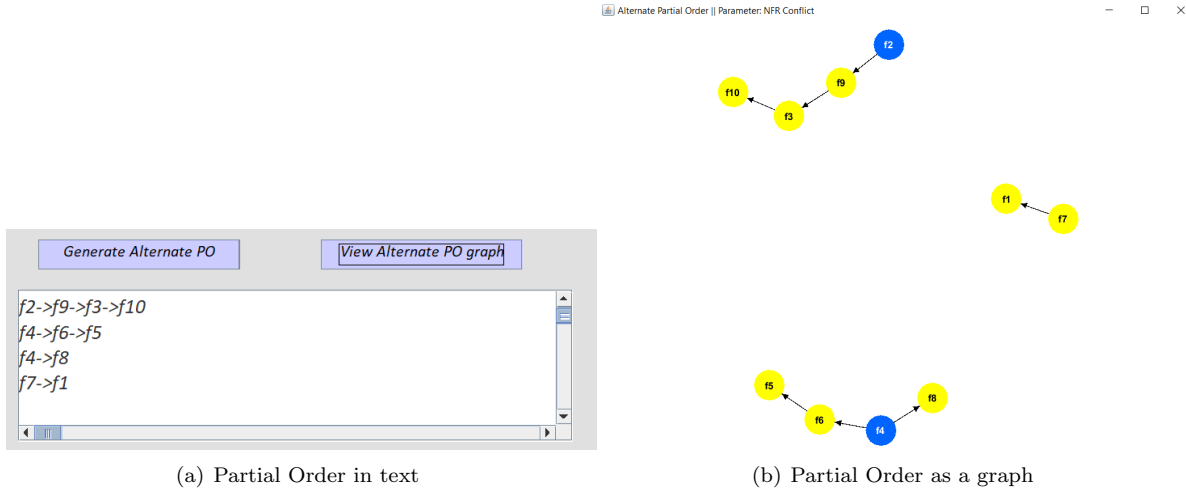 Alternate Partial Order || Parameter: NFR Conflict
f2
f9
f10
f3
f1
f7
Generate Alternate PO
View Alternate PO graph
f2->f9->f3->f10
f4->f6->f5
f4->f8
f7->f1
f5
f8
f6
f4
(a) Partial Order in text
(b) Partial Order as a graph